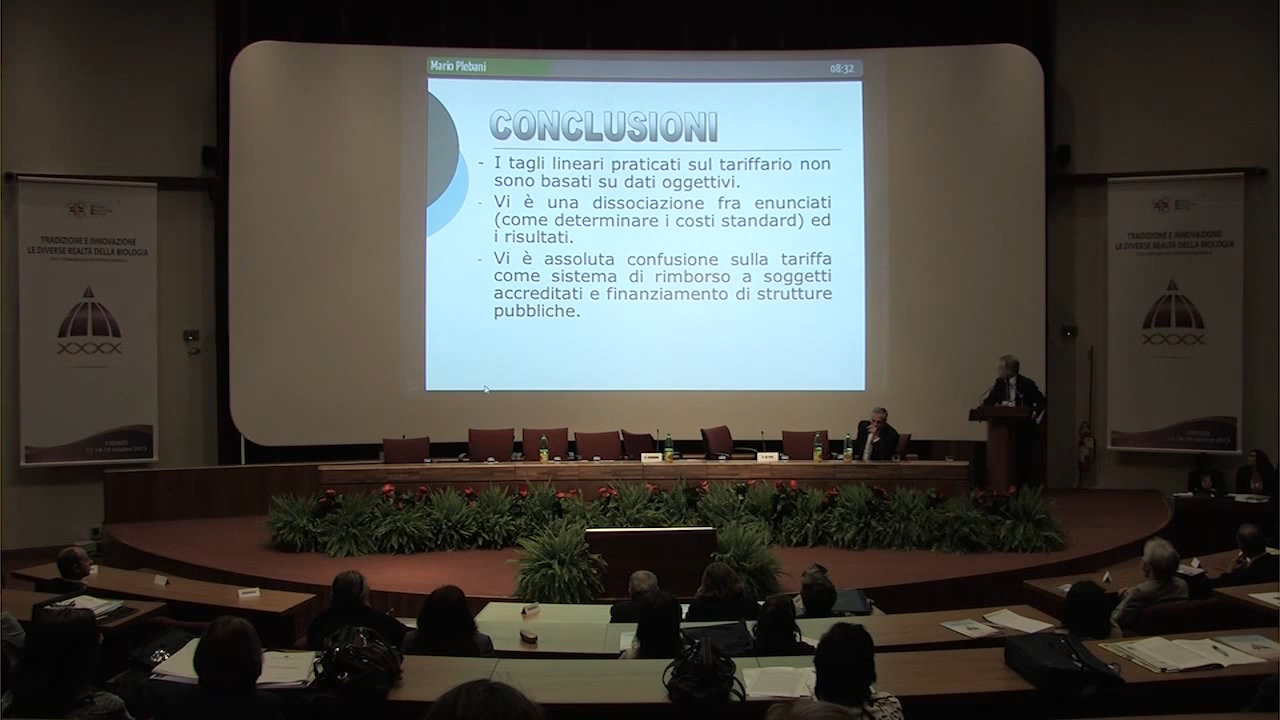 Mario Plebani
08:32
CONCLUSIONI
- I tagli lineari praticati sul tariffario non
sono basati su dati oggettivi.
- Vi è una dissociazione fra enunciati
(come determinare i costi standard) ed
i risultati.
- Vi è assoluta confusione sulla tariffa
come sistema di rimborso a soggetti
accreditati e finanziamento di strutture
pubbliche.
TRADIZIONE E INNOVAZIONE
LE DIVERSE REALTÀ DELLA BIOLOGIA
FIRENZE
TRADIZIONE E INNOVAZIONE
LE DIVERSE REALTÀ DELLA BIOLOGIA
FIRENZE